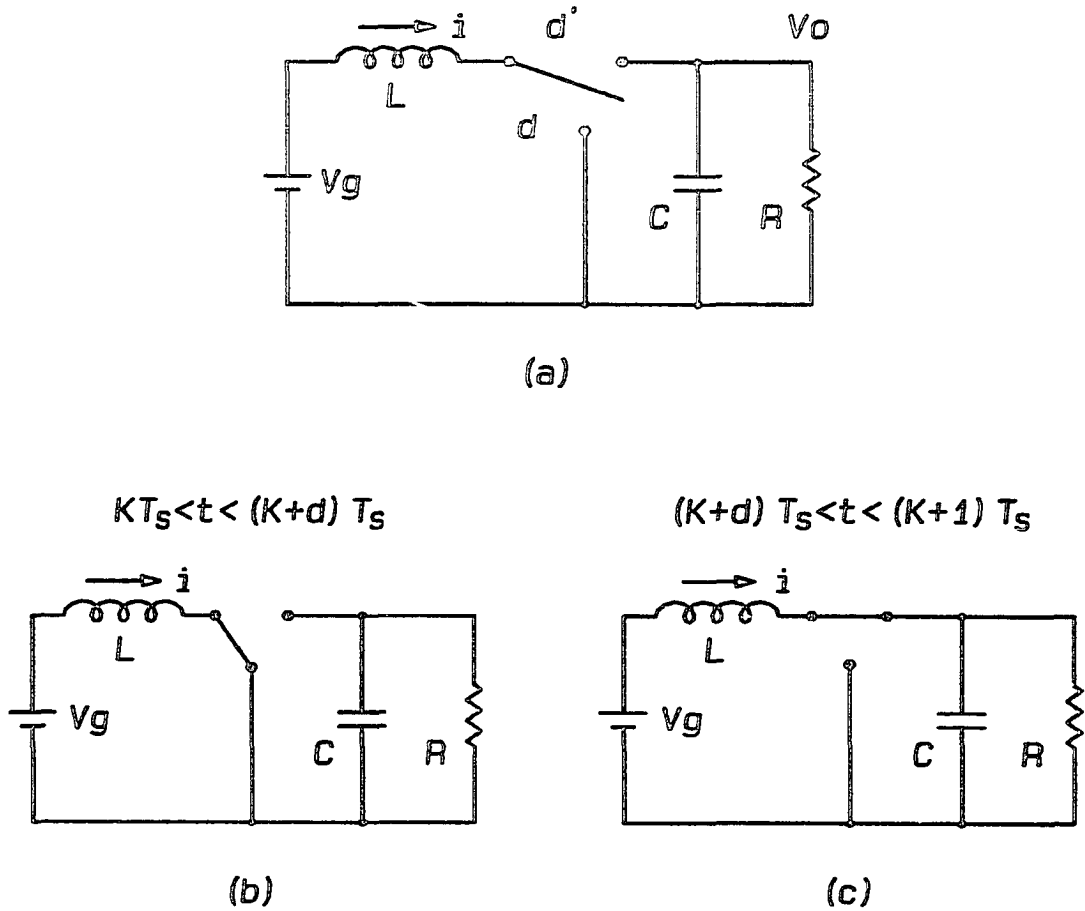 i d' Vo
L
d
Vg
C R
(a)
KTs<t<(K+d) Ts
i
L
Vg
C R
(b)
(K+d) Ts<t<(K+1) Ts
i
L
Vg
C R
(c)